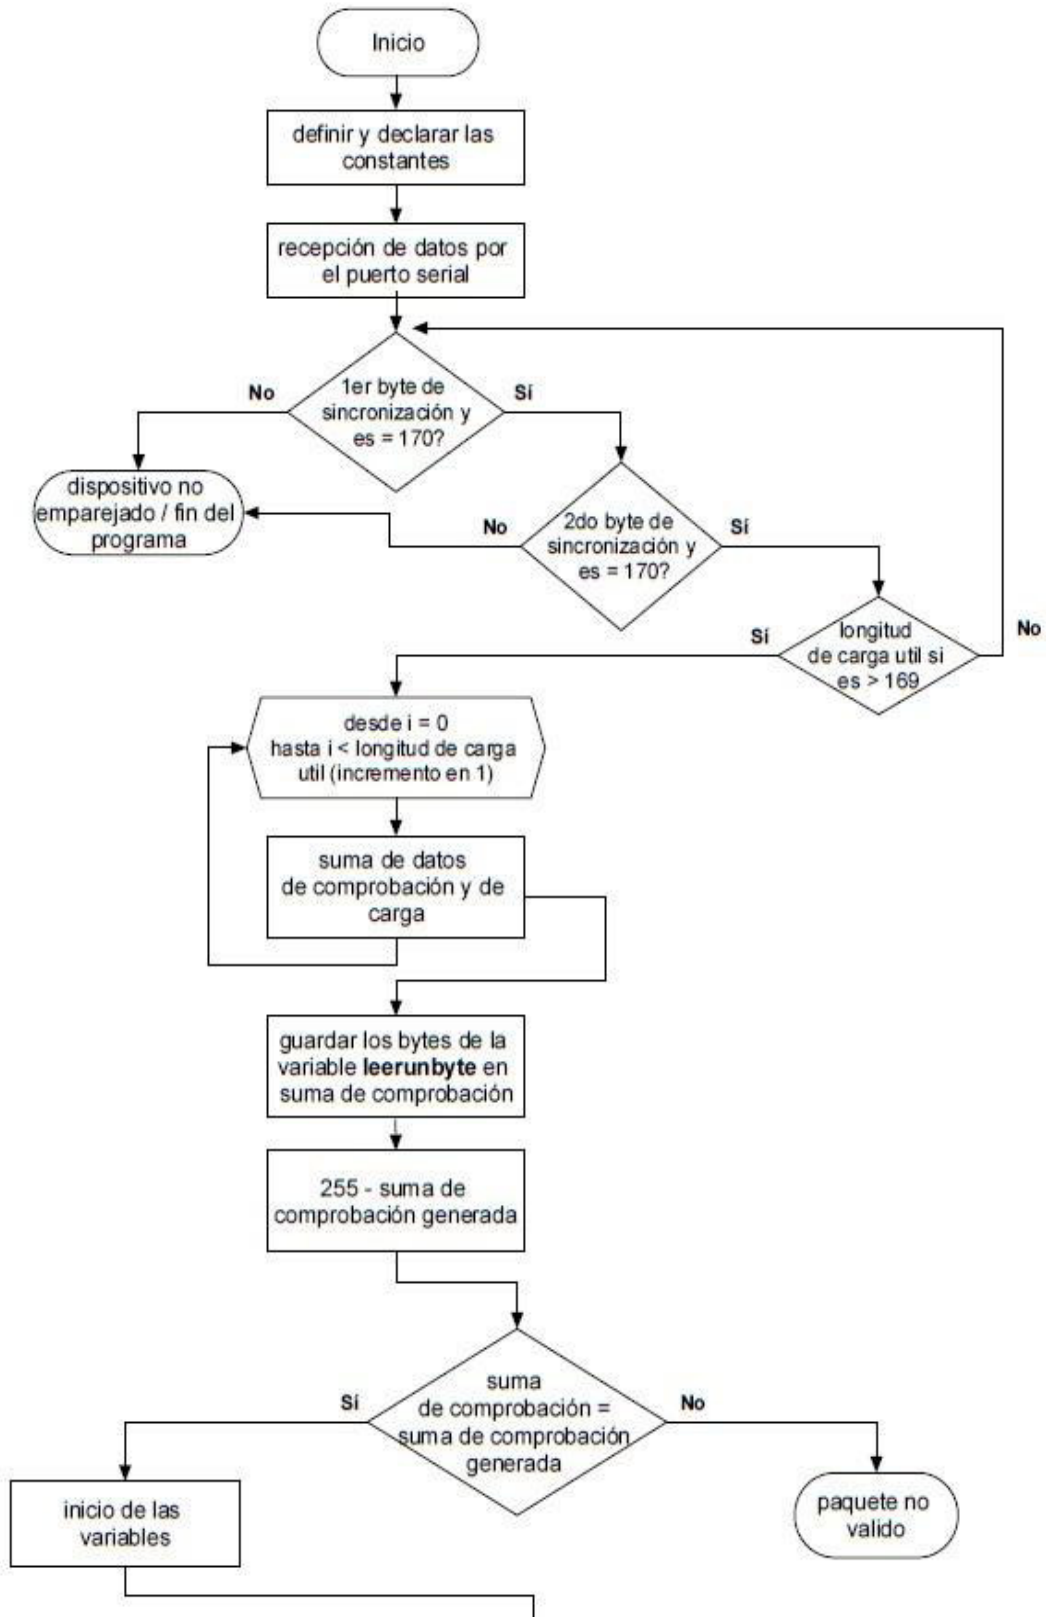 Inicio
definir y declarar las
constantes
recepción de datos por
el puerto serial
No
1er byte de
sincronización y
es = 170?
Sí
dispositivo no
emparejado / fin del
programa
No
2do byte de
sincronización y
es = 170?
Sí
Sí
longitud
de carga util si
es > 169
No
desde i = 0
hasta i < longitud de carga
util (incremento en 1)
suma de datos
de comprobación y de
carga
guardar los bytes de la
variable leerunbyte en
suma de comprobación
255 - suma de
comprobación generada
Sí
suma
de comprobación =
suma de comprobación
generada
No
inicio de las
variables
paquete no
valido